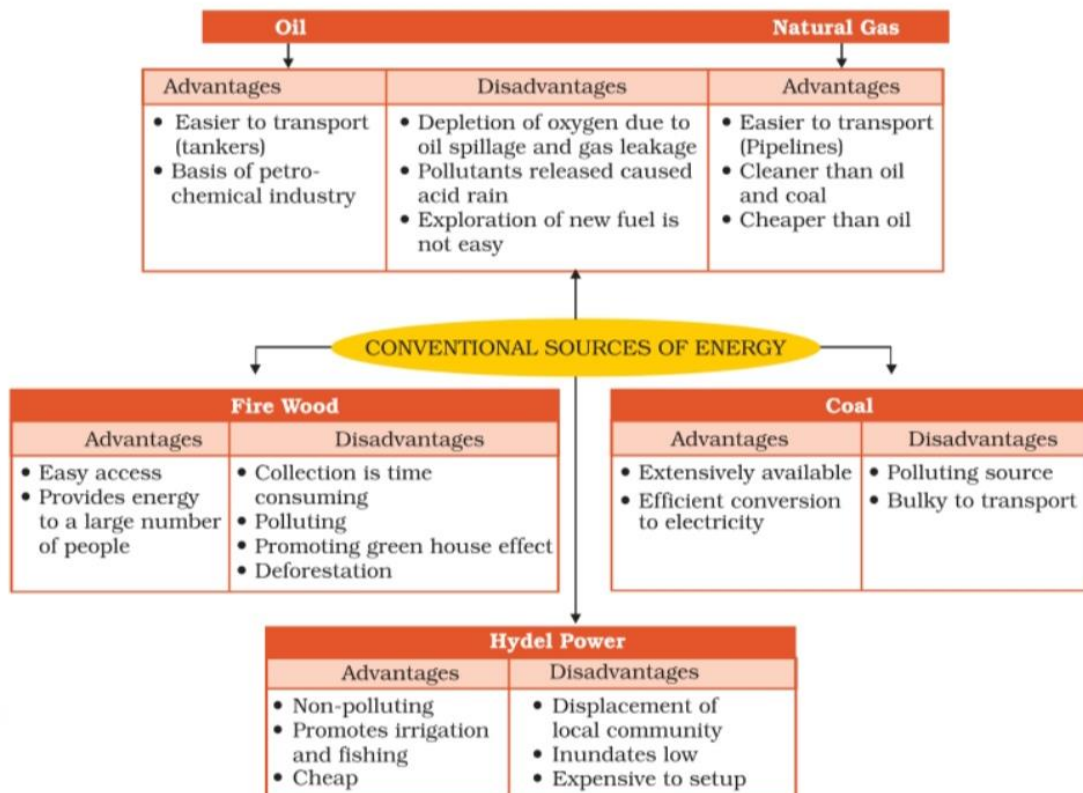 Oil
Natural Gas
Advantages
• Easier to transport
(tankers)
• Basis of petro-
chemical industry
Disadvantages
• Depletion of oxygen due to
oil spillage and gas leakage
• Pollutants released caused
acid rain
• Exploration of new fuel is
not easy
Advantages
• Easier to transport
(Pipelines)
• Cleaner than oil
and coal
• Cheaper than oil
CONVENTIONAL SOURCES OF ENERGY
Fire Wood
Advantages
• Easy access
• Provides energy
to a large number
of people
Disadvantages
• Collection is time
consuming
• Polluting
• Promoting green house effect
• Deforestation
Coal
Advantages
• Extensively available
• Efficient conversion
to electricity
Disadvantages
• Polluting source
• Bulky to transport
Hydel Power
Advantages
• Non-polluting
• Promotes irrigation
and fishing
• Cheap
Disadvantages
• Displacement of
local community
• Inundates low
• Expensive to setup